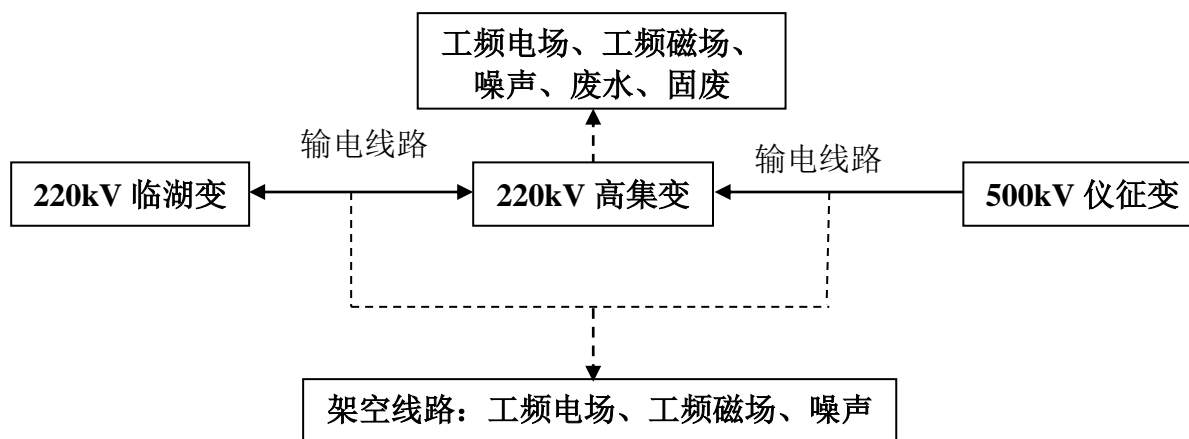 工频电场、工频磁场、
噪声、废水、固废
输电线路
输电线路
220kV 临湖变
220kV 高集变
500kV 仪征变
架空线路：工频电场、工频磁场、噪声